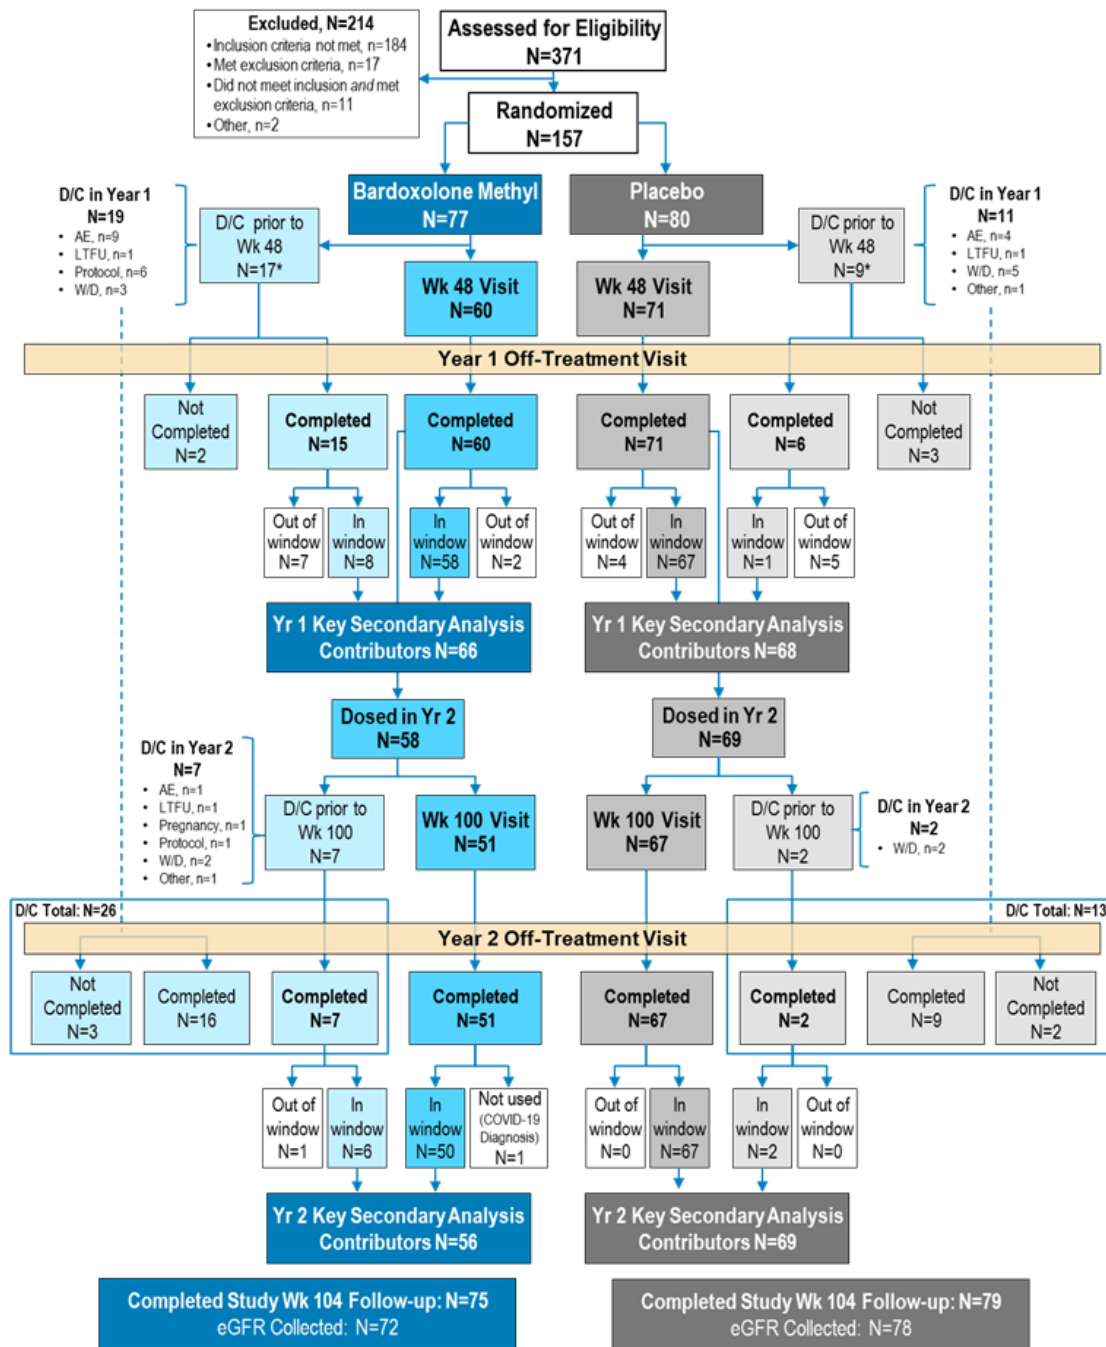 Excluded, N=214
•Inclusion criteria not met, n=184
• Met exclusion criteria, n=17
• Did not meet inclusion and met
exclusion criteria, n=11
• Other, n=2
Assessed for Eligibility
N=371
Randomized
N=157
Bardoxolone Methyl
N=77
Placebo
N=80
D/C in Year 1
N=19
• AE, n=9
• LTFU, n=1
• Protocol, n=6
• W/D, n=3
D/C prior to
Wk 48
N=17*
Wk 48 Visit
N=60
Wk 48 Visit
N=71
D/C prior to
Wk 48
N=9*
D/C in Year 1
N=11
• AE, n=4
• LTFU, n=1
• W/D, n=5
• Other, n=1
Year 1 Off-Treatment Visit
Not
Completed
N=2
Completed
N=15
Completed
N=60
Completed
N=71
Completed
N=6
Not
Completed
N=3
Out of
window
N=7
In
window
N=8
In
window
N=58
Out of
window
N=2
Out of
window
N=4
In
window
N=67
In
window
N=1
Out of
window
N=5
Yr 1 Key Secondary Analysis
Contributors N=66
Yr 1 Key Secondary Analysis
Contributors N=68
Dosed in Yr 2
N=58
Dosed in Yr 2
N=69
D/C in Year 2
N=7
• AE, n=1
• LTFU, n=1
• Pregnancy, n=1
• Protocol, n=1
• W/D, n=2
• Other, n=1
D/C prior to
Wk 100
N=7
Wk 100 Visit
N=51
Wk 100 Visit
N=67
D/C prior to
Wk 100
N=2
D/C in Year 2
N=2
• W/D, n=2
D/C Total: N=26
D/C Total: N=13
Year 2 Off-Treatment Visit
Not
Completed
N=3
Completed
N=16
Completed
N=7
Completed
N=51
Completed
N=67
Completed
N=2
Completed
N=9
Not
Completed
N=2
Out of
window
N=1
In
window
N=6
In
window
N=50
Not used
(COVID-19
Diagnosis)
N=1
Out of
window
N=0
In
window
N=67
In
window
N=2
Out of
window
N=0
Yr 2 Key Secondary Analysis
Contributors N=56
Yr 2 Key Secondary Analysis
Contributors N=69
Completed Study Wk 104 Follow-up: N=75
eGFR Collected: N=72
Completed Study Wk 104 Follow-up: N=79
eGFR Collected: N=78